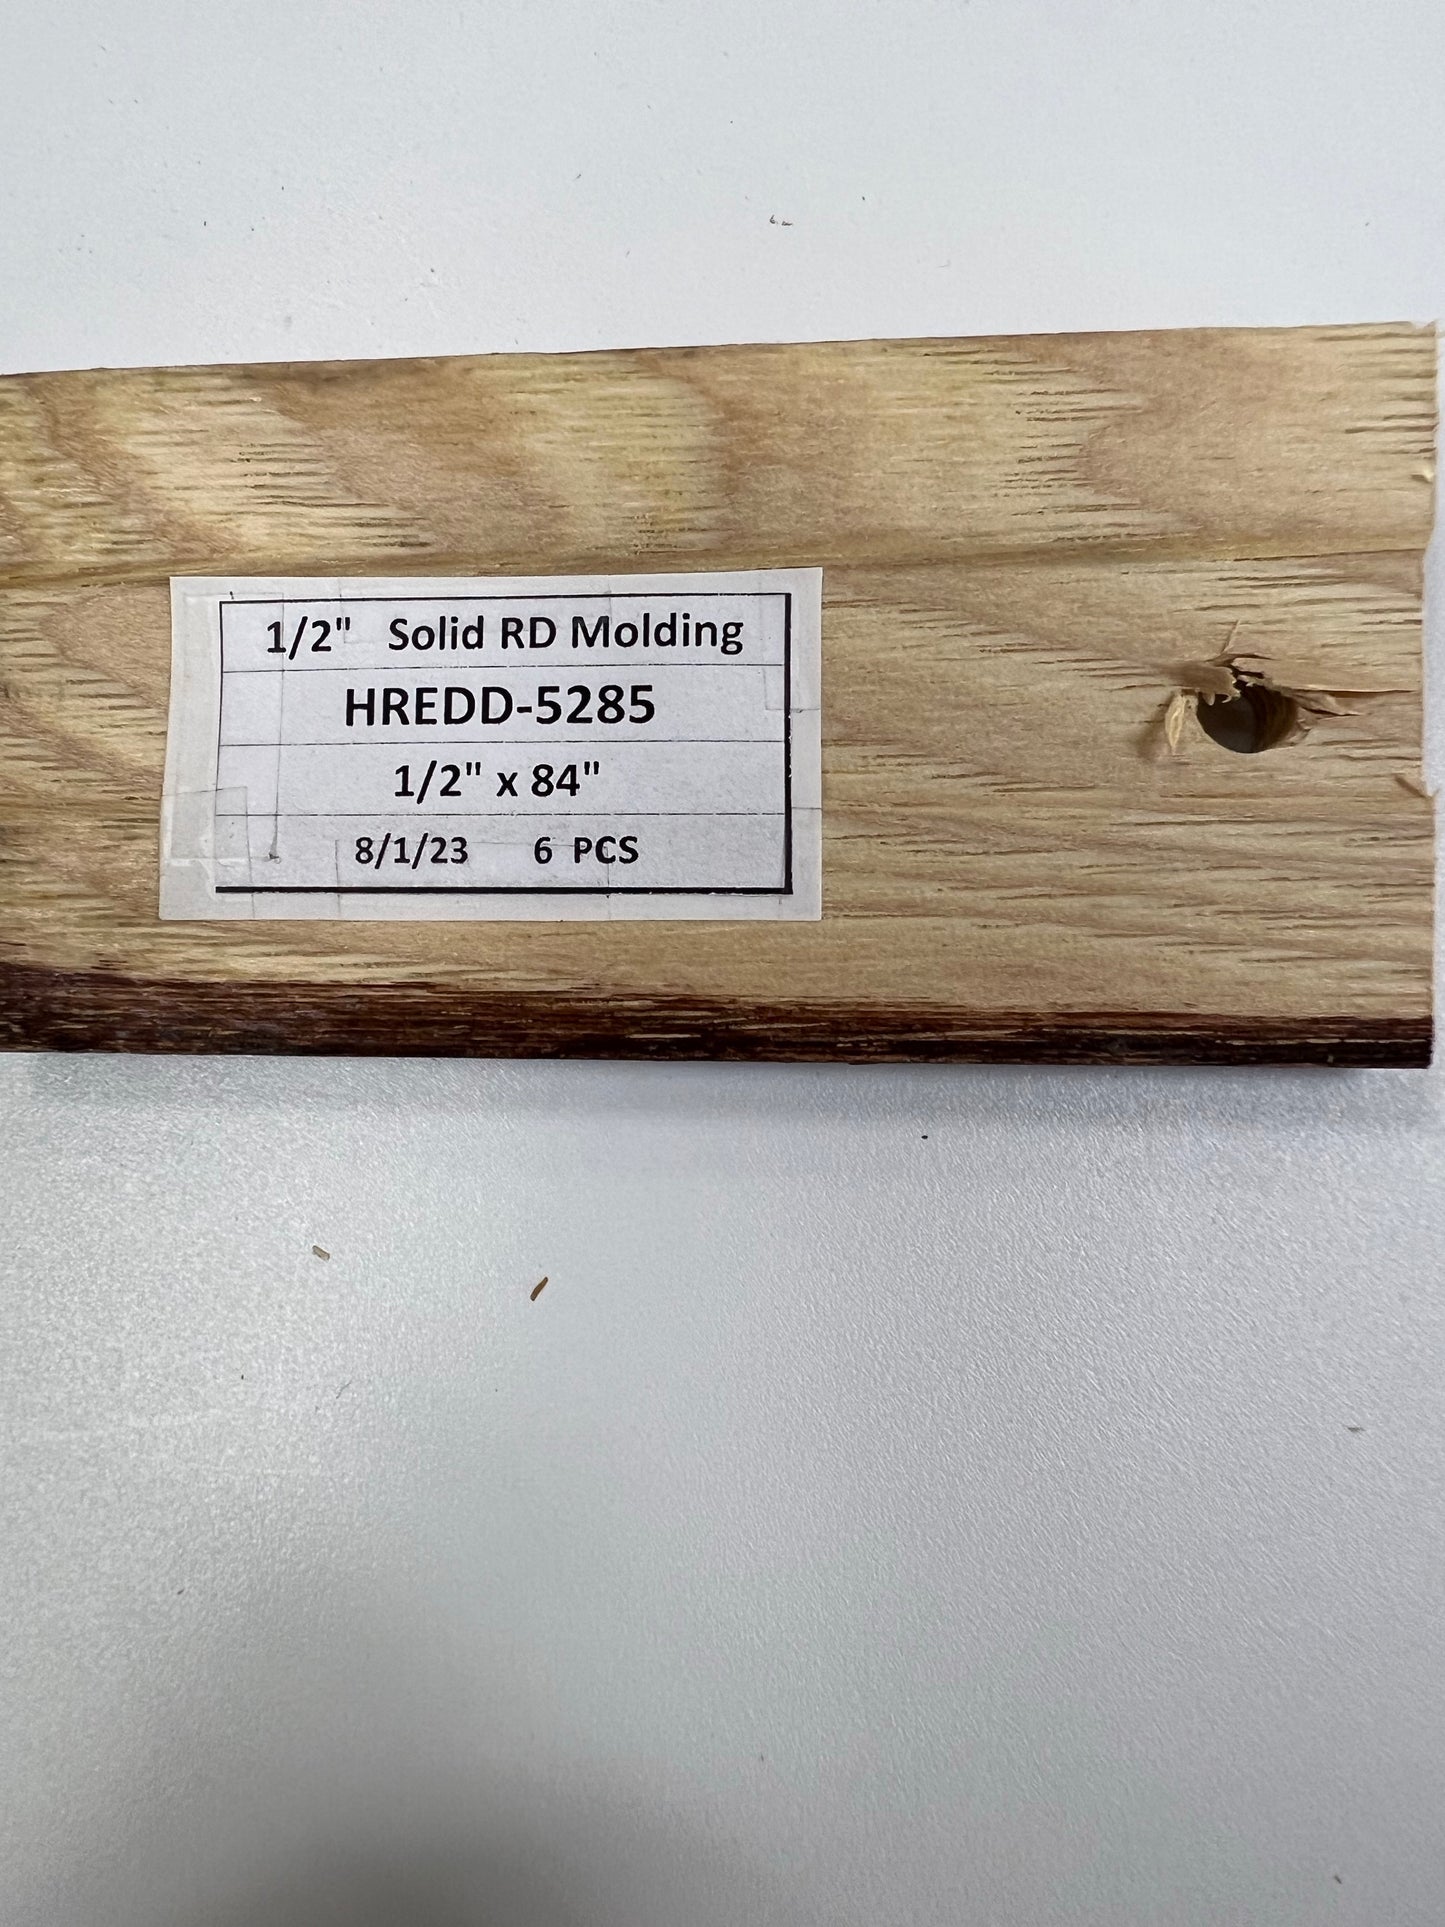 1/2" Solid RD Molding
HREDD-5285
1/2" x 84"
8/1/23 6 PCS